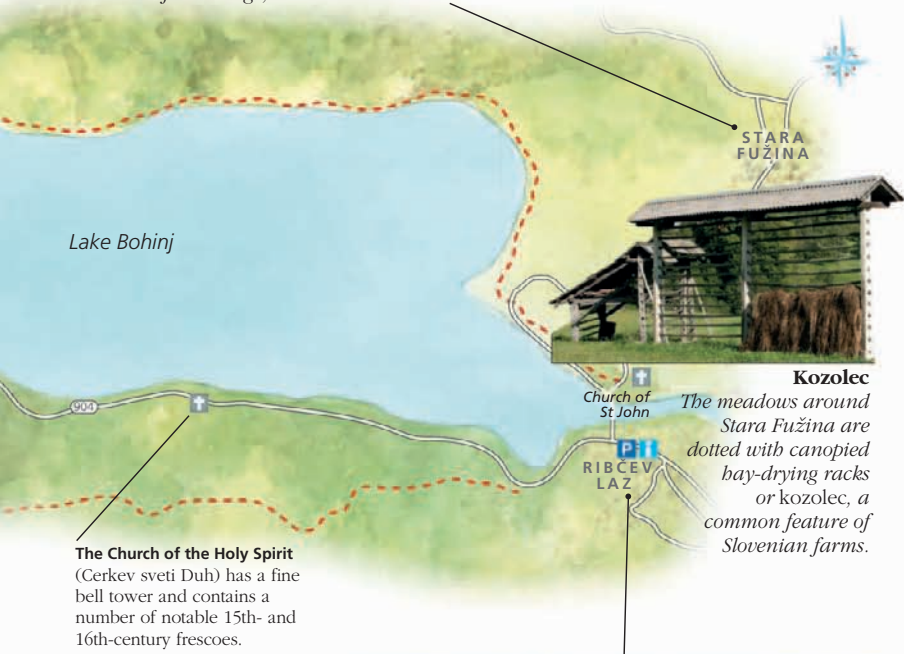 STARA
FUŽINA
Lake Bohinj
Kozolec
The meadows around
Stara Fužina are
dotted with canopied
hay-drying racks
or kozolec, a
common feature of
Slovenian farms.
Church of
St John
904
P i
RIBČEV
LAZ
The Church of the Holy Spirit
(Cerkev sveti Duh) has a fine
bell tower and contains a
number of notable 15th- and
16th-century frescoes.